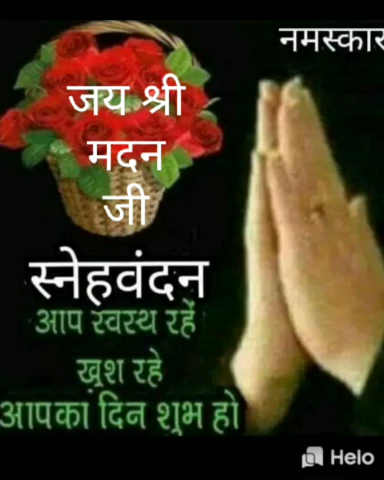 नमस्कार
जय श्री
मदन
जी
स्नेहवंदन
आप स्वस्थ रहें
खुश रहे
आपका दिन शुभ हो
Helo